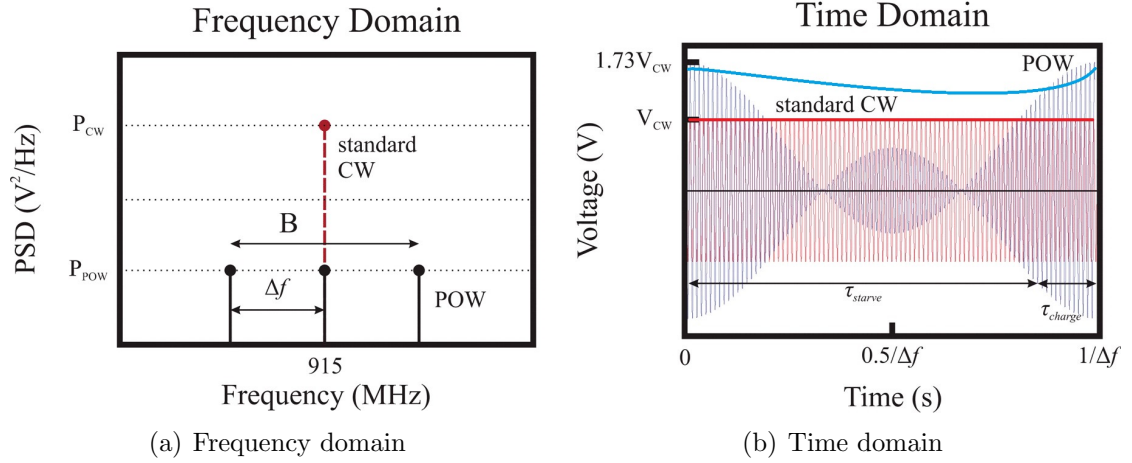 Frequency Domain
PSD (V²/Hz)
P_CW
standard
CW
B
P_POW
Δf
POW
915
Frequency (MHz)
(a) Frequency domain
Time Domain
Voltage (V)
1.73V_CW
POW
standard CW
V_CW
τ_starve
τ_charge
0
0.5/Δf
1/Δf
Time (s)
(b) Time domain